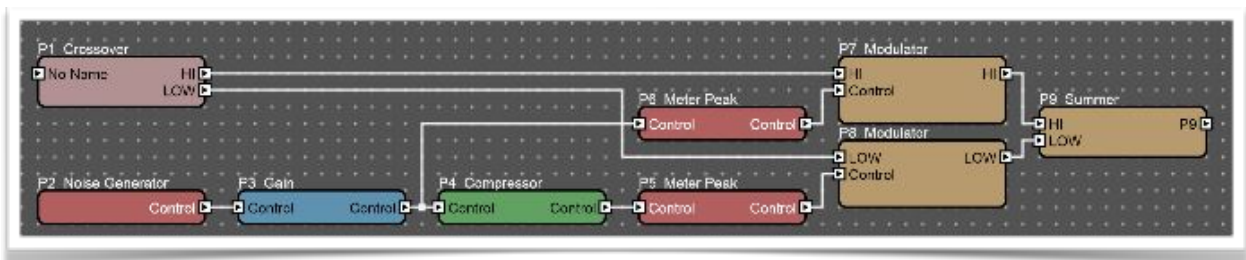 P1 Crossover
No Name HI
LOW
P2 Noise Generator
Control
P3 Gain
Control Control
P4 Compressor
Control Control
P6 Meter Peak
Control Control
P5 Meter Peak
Control Control
P7 Modulator
HI HI
Control
P8 Modulator
LOW LOW
Control
P9 Summer
HI P9
LOW